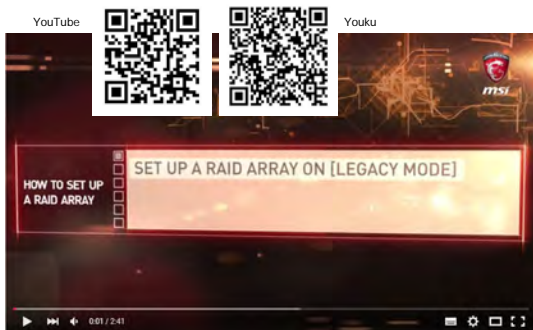 YouTube
Youku
msi
HOW TO SET UP
A RAID ARRAY
SET UP A RAID ARRAY ON [LEGACY MODE]
0:01 / 2:41